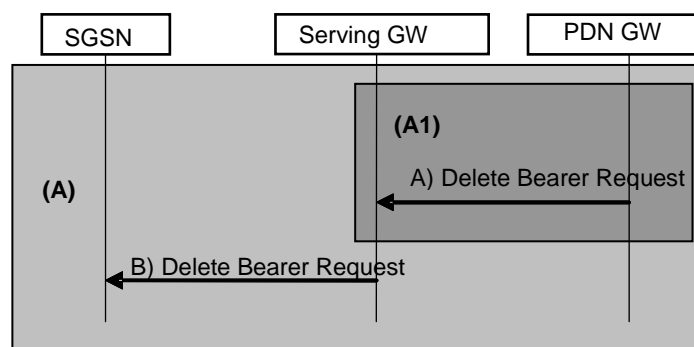 SGSN
Serving GW
PDN GW
(A1)
(A)
A) Delete Bearer Request
B) Delete Bearer Request